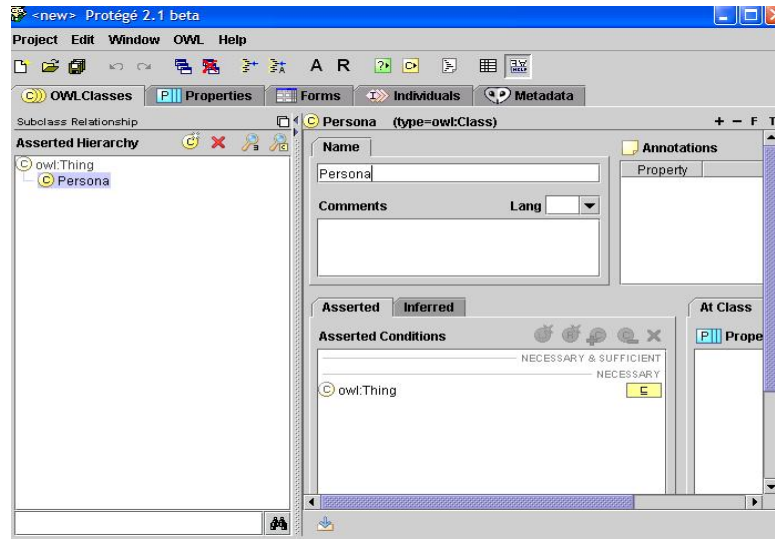 <new> Protégé 2.1 beta
Project Edit Window OWL Help
A R
OWLClasses Properties Forms Individuals Metadata
Subclass Relationship
Asserted Hierarchy
owl:Thing
Persona
Persona (type=owl:Class) + - F T
Name
Persona
Comments Lang
Annotations
Property
Asserted Inferred
Asserted Conditions
NECESSARY & SUFFICIENT
NECESSARY
owl:Thing
At Class
Prope